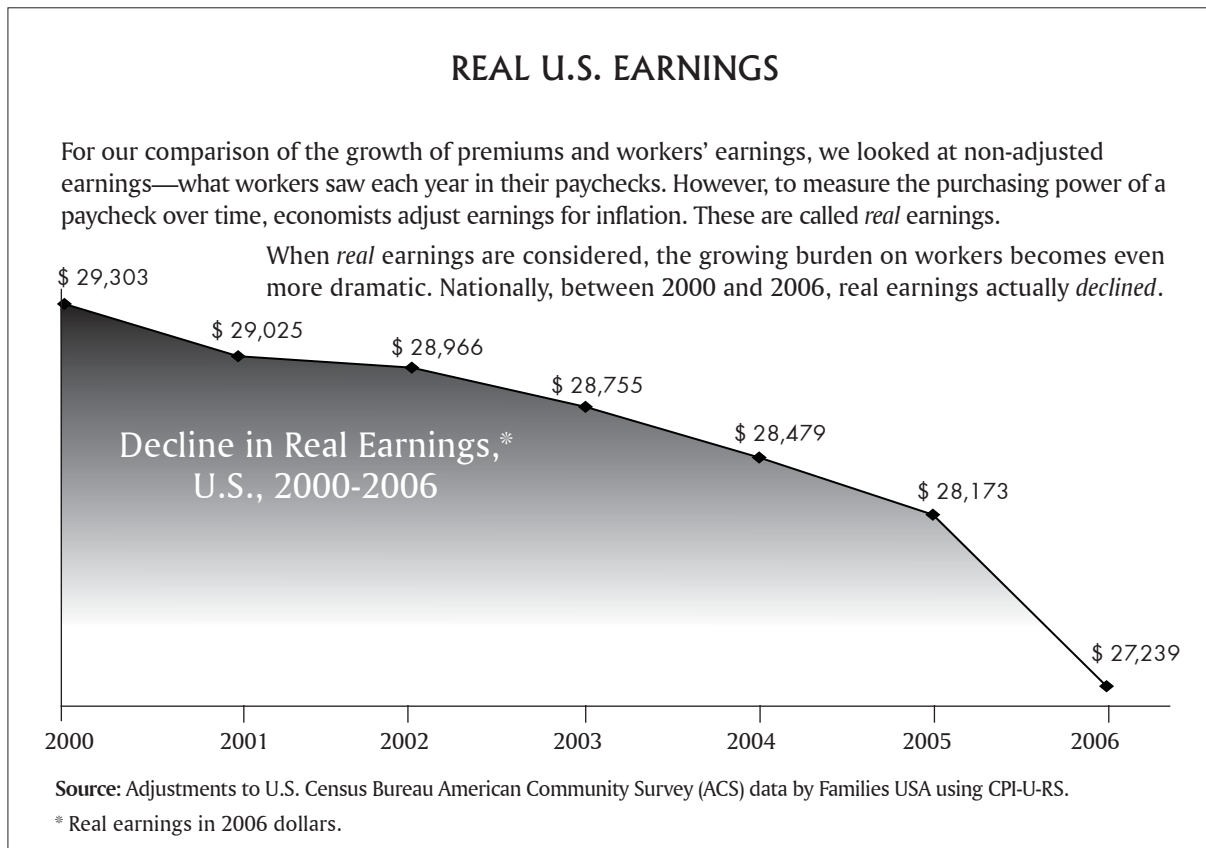 REAL U.S. EARNINGS
For our comparison of the growth of premiums and workers’ earnings, we looked at non-adjusted
earnings—what workers saw each year in their paychecks. However, to measure the purchasing power of a
paycheck over time, economists adjust earnings for inflation. These are called real earnings.
When real earnings are considered, the growing burden on workers becomes even
more dramatic. Nationally, between 2000 and 2006, real earnings actually declined.
$ 29,303
$ 29,025
$ 28,966
$ 28,755
$ 28,479
$ 28,173
$ 27,239
Decline in Real Earnings,*
U.S., 2000-2006
2000 2001 2002 2003 2004 2005 2006
Source: Adjustments to U.S. Census Bureau American Community Survey (ACS) data by Families USA using CPI-U-RS.
* Real earnings in 2006 dollars.